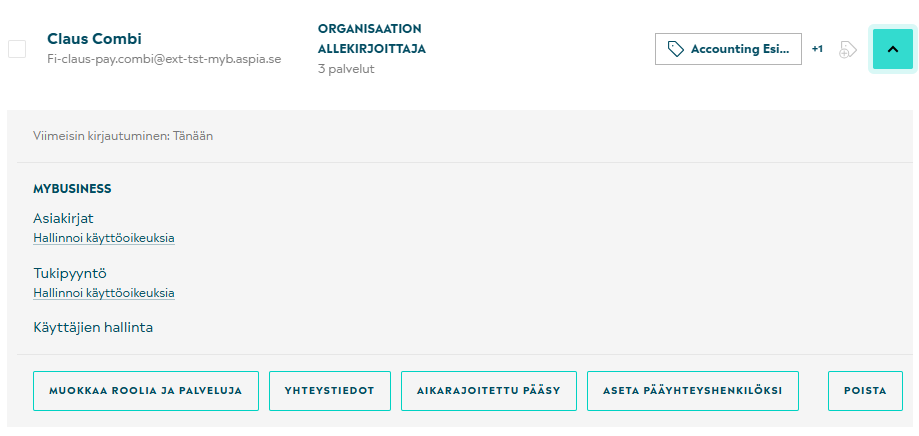 Claus Combi
Fi-claus-pay.combi@ext-tst-myb.aspia.se
ORGANISAATION
ALLEKIRJOITTAJA
3 palvelut
Accounting Esi...
+1
Viimeisin kirjautuminen: Tänään
MYBUSINESS
Asiakirjat
Hallinnoi käyttöoikeuksia
Tukipyyntö
Hallinnoi käyttöoikeuksia
Käyttäjien hallinta
MUOKKAA ROOLIA JA PALVELUJA
YHTEYSTIEDOT
AIKARAJOITETTU PÄÄSY
ASETA PÄÄYHTEYSHENKILÖKSI
POISTA